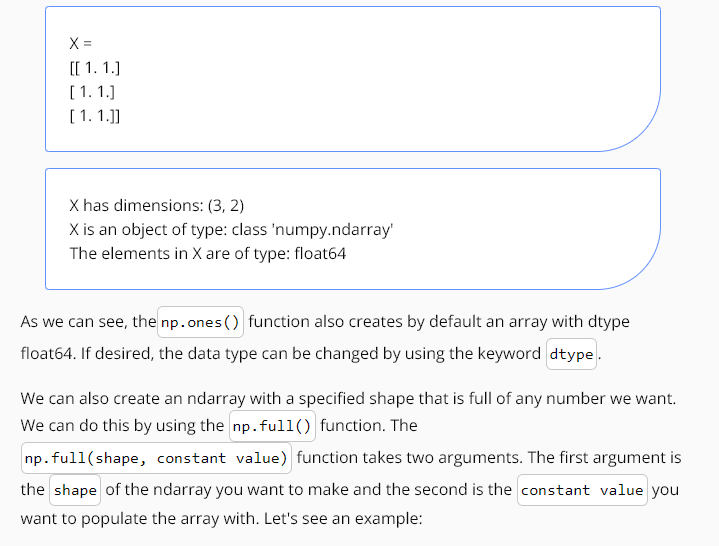 X =
[[ 1. 1.]
[ 1. 1.]
[ 1. 1.]]
X has dimensions: (3, 2)
X is an object of type: class 'numpy.ndarray'
The elements in X are of type: float64
As we can see, the np.ones() function also creates by default an array with dtype
float64. If desired, the data type can be changed by using the keyword dtype.
We can also create an ndarray with a specified shape that is full of any number we want.
We can do this by using the np.full() function. The
np.full(shape, constant value) function takes two arguments. The first argument is
the shape of the ndarray you want to make and the second is the constant value you
want to populate the array with. Let's see an example: